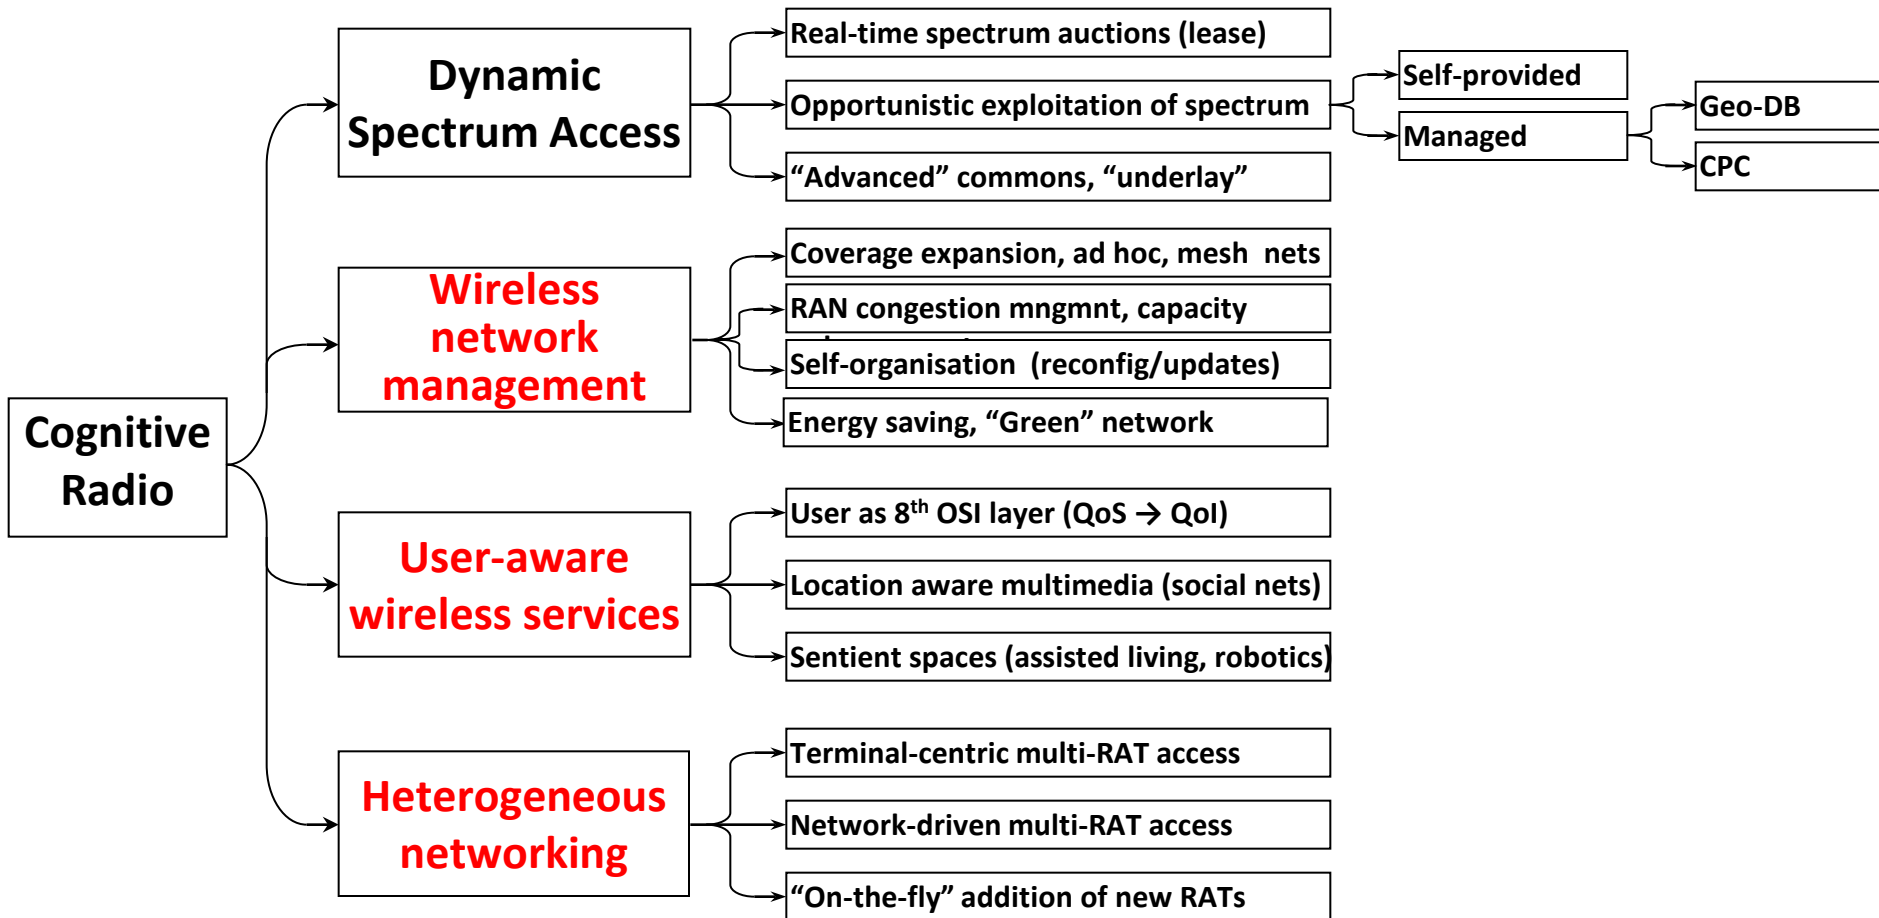 Cognitive
Radio
Dynamic
Spectrum Access
Real-time spectrum auctions (lease)
Opportunistic exploitation of spectrum
Self-provided
Managed
Geo-DB
CPC
“Advanced” commons, “underlay”
Wireless
network
management
Coverage expansion, ad hoc, mesh nets
RAN congestion mngmnt, capacity
Self-organisation (reconfig/updates)
Energy saving, “Green” network
User-aware
wireless services
User as 8th OSI layer (QoS → QoI)
Location aware multimedia (social nets)
Sentient spaces (assisted living, robotics)
Heterogeneous
networking
Terminal-centric multi-RAT access
Network-driven multi-RAT access
“On-the-fly” addition of new RATs